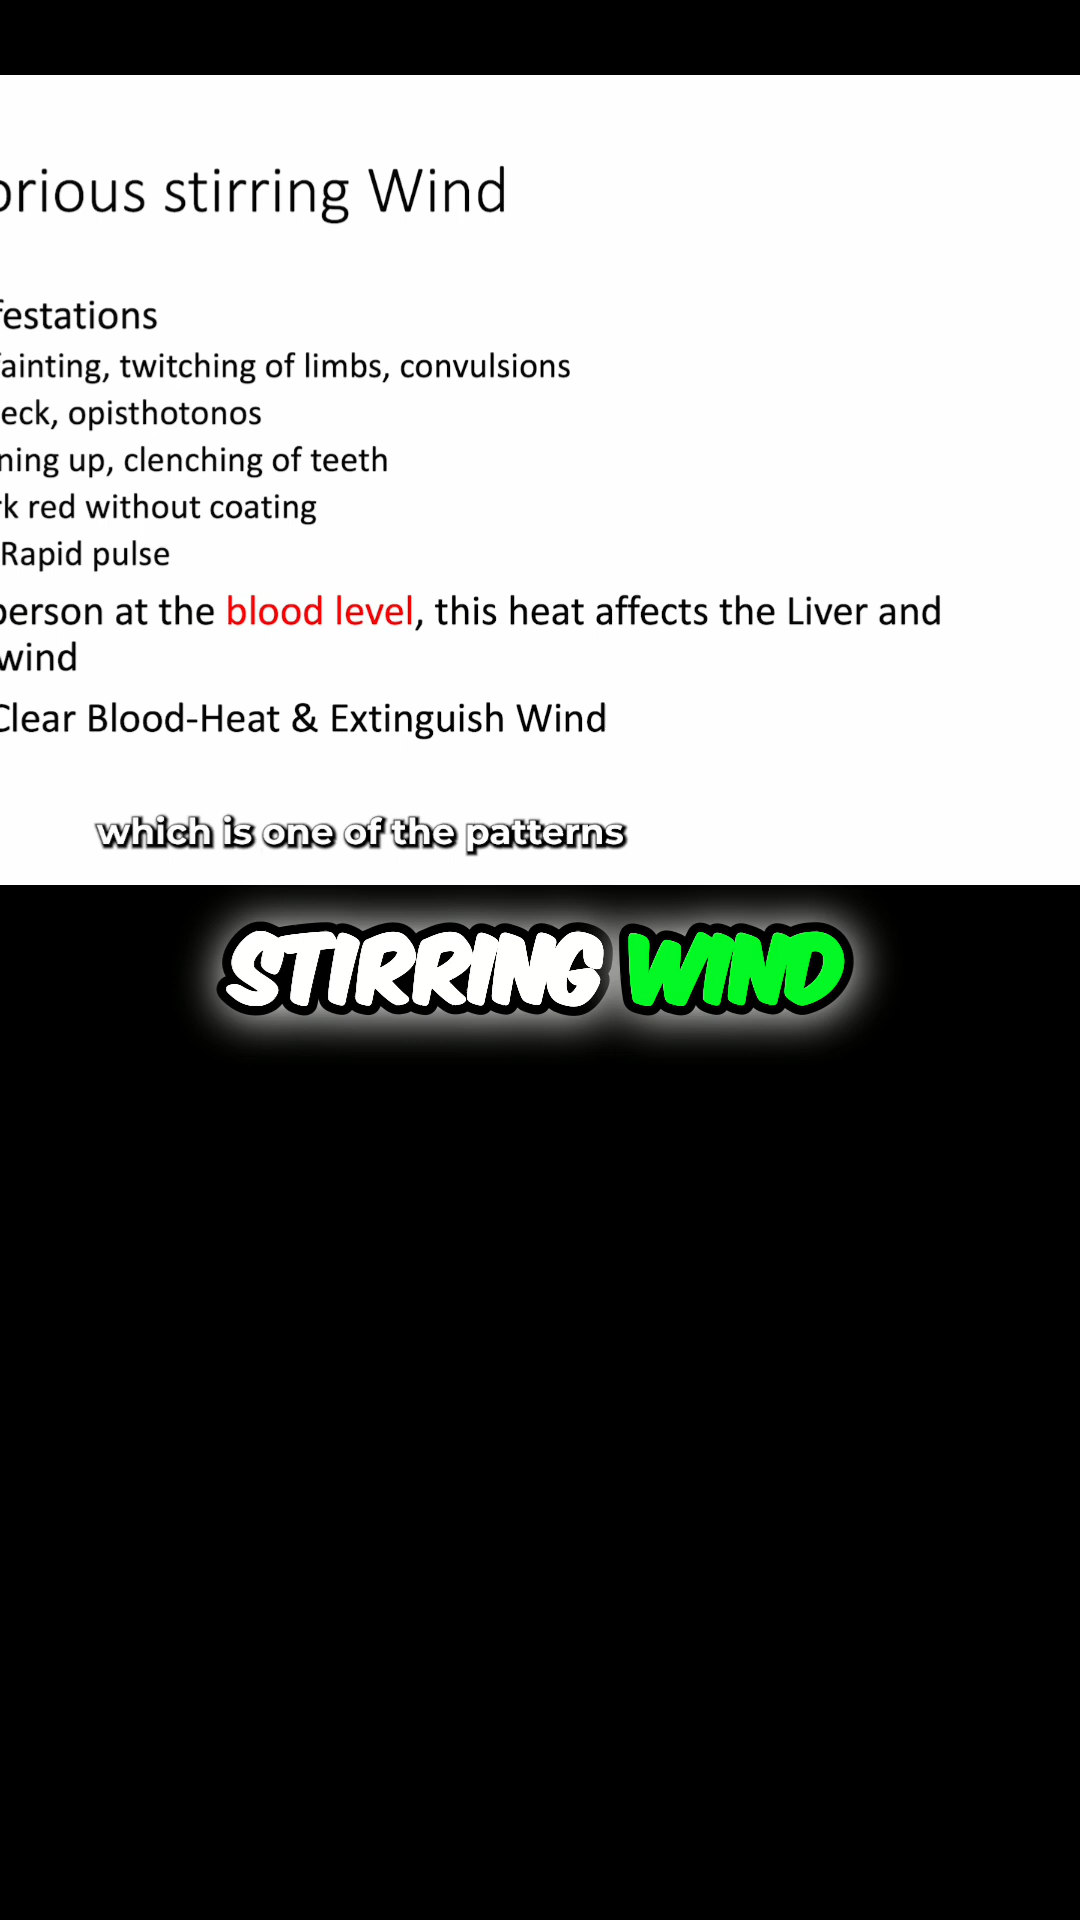 orious stirring Wind
festations
ainting, twitching of limbs, convulsions
eck, opisthotonos
ning up, clenching of teeth
rk red without coating
Rapid pulse
person at the blood level, this heat affects the Liver and
wind
Clear Blood-Heat & Extinguish Wind
which is one of the patterns
STIRRING WIND